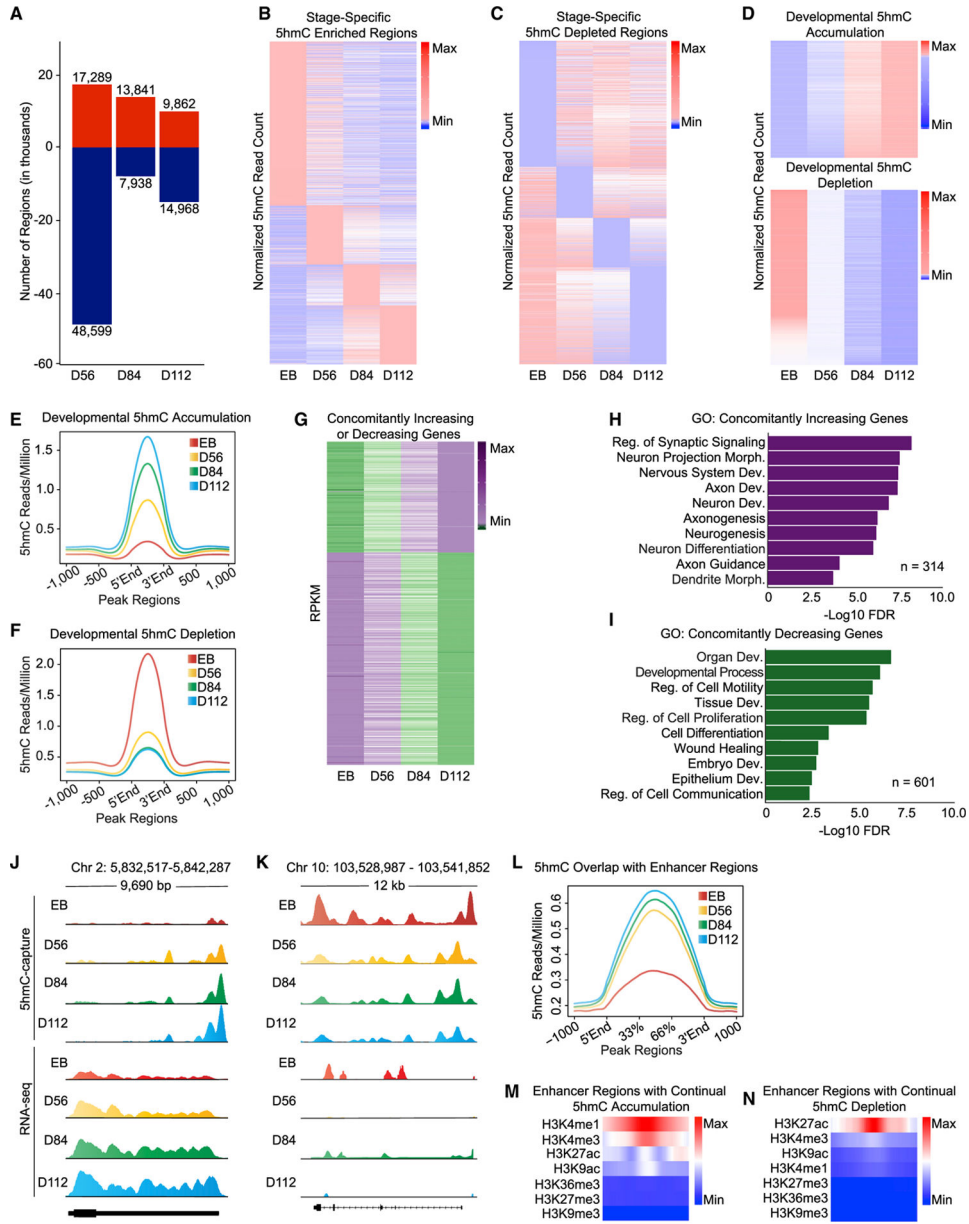 A
Number of Regions (in thousands)
20
0
-20
-40
-60
17,289
13,841
9,862
7,938
14,968
48,599
D56
D84
D112
B
Stage-Specific
5hmC Enriched Regions
Normalized 5hmC Read Count
Max
Min
EB
D56
D84
D112
C
Stage-Specific
5hmC Depleted Regions
Normalized 5hmC Read Count
Max
Min
EB
D56
D84
D112
D
Developmental 5hmC
Accumulation
Max
Min
Developmental 5hmC
Depletion
Max
Min
EB
D56
D84
D112
E
Developmental 5hmC Accumulation
5hmC Reads/Million
1.5
1.0
0.5
EB
D56
D84
D112
-1,000
-500
5'End
3'End
500
1,000
Peak Regions
F
Developmental 5hmC Depletion
5hmC Reads/Million
2.0
1.5
1.0
0.5
EB
D56
D84
D112
-1,000
-500
5'End
3'End
500
1,000
Peak Regions
G
Concomitantly Increasing
or Decreasing Genes
RPKM
Max
Min
EB
D56
D84
D112
H
GO: Concomitantly Increasing Genes
Reg. of Synaptic Signaling
Neuron Projection Morph.
Nervous System Dev.
Axon Dev.
Neuron Dev.
Axonogenesis
Neurogenesis
Neuron Differentiation
Axon Guidance
Dendrite Morph.
n = 314
0
2.5
5.0
7.5
10.0
-Log10 FDR
I
GO: Concomitantly Decreasing Genes
Organ Dev.
Developmental Process
Reg. of Cell Motility
Tissue Dev.
Reg. of Cell Proliferation
Cell Differentiation
Wound Healing
Embryo Dev.
Epithelium Dev.
Reg. of Cell Communication
n = 601
0
2.5
5.0
7.5
10.0
-Log10 FDR
J
Chr 2: 5,832,517-5,842,287
9,690 bp
5hmC-capture
EB
D56
D84
D112
RNA-seq
EB
D56
D84
D112
K
Chr 10: 103,528,987 - 103,541,852
12 kb
EB
D56
D84
D112
EB
D56
D84
D112
L
5hmC Overlap with Enhancer Regions
5hmC Reads/Million
0.6
0.5
0.4
0.3
0.2
EB
D56
D84
D112
-1000
5'End
33%
66%
3'End
1000
Peak Regions
M
Enhancer Regions with Continual
5hmC Accumulation
H3K4me1
H3K4me3
H3K27ac
H3K9ac
H3K36me3
H3K27me3
H3K9me3
Max
Min
N
Enhancer Regions with Continual
5hmC Depletion
H3K27ac
H3K4me3
H3K9ac
H3K4me1
H3K27me3
H3K36me3
H3K9me3
Max
Min